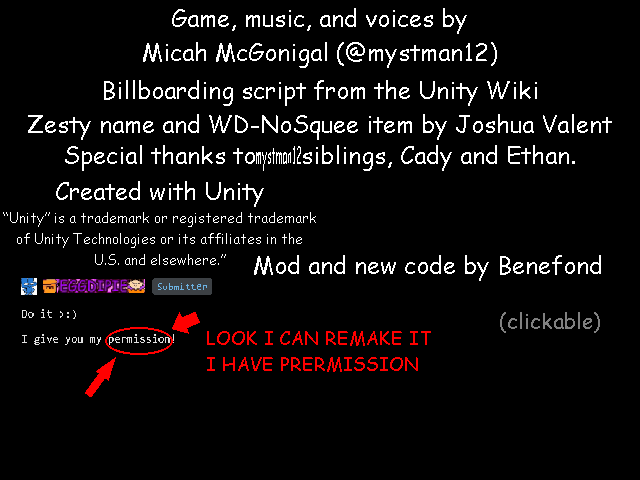 Game, music, and voices by
Micah McGonigal (@mystman12)
Billboarding script from the Unity Wiki
Zesty name and WD-NoSquee item by Joshua Valent
Special thanks to mystman12 siblings, Cady and Ethan.
Created with Unity
“Unity” is a trademark or registered trademark
of Unity Technologies or its affiliates in the
U.S. and elsewhere.”
Mod and new code by Benefond
EGGDIPIE Submitter
Do it >:)
(clickable)
I give you my permission!
LOOK I CAN REMAKE IT
I HAVE PRERMISSION